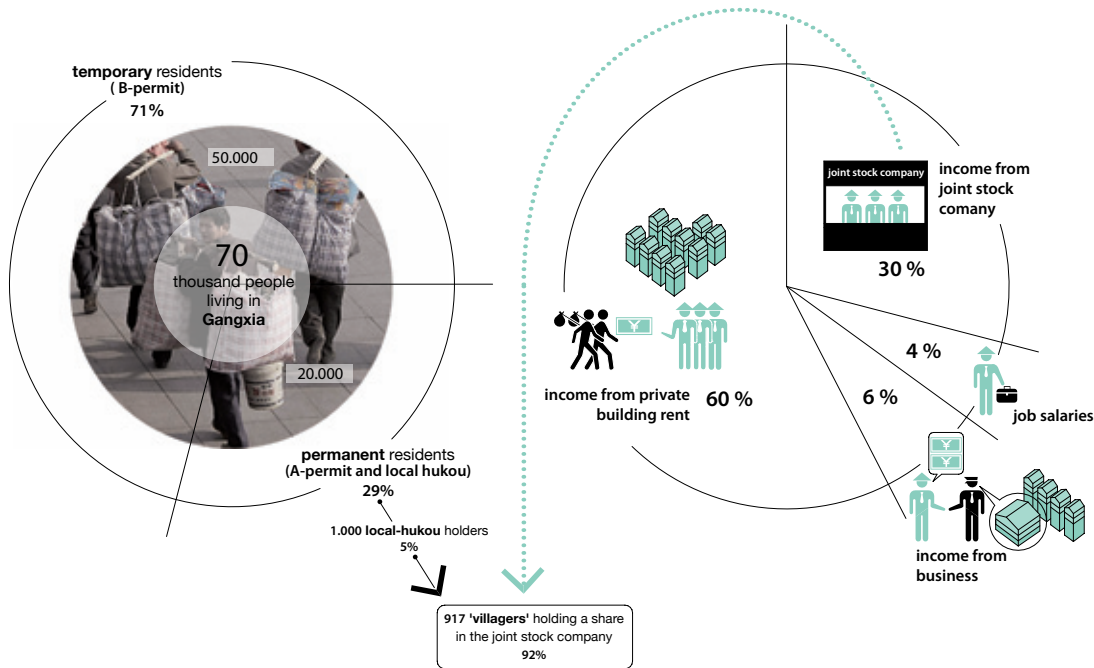 temporary residents
( B-permit)
71%
50.000
70
thousand people
living in
Gangxia
20.000
permanent residents
(A-permit and local hukou)
29%
1.000 local-hukou holders
5%
917 'villagers' holding a share
in the joint stock company
92%
joint stock company
income from
joint stock
comany
30 %
4 %
job salaries
6 %
¥
¥
income from
business
¥
income from private
building rent
60 %